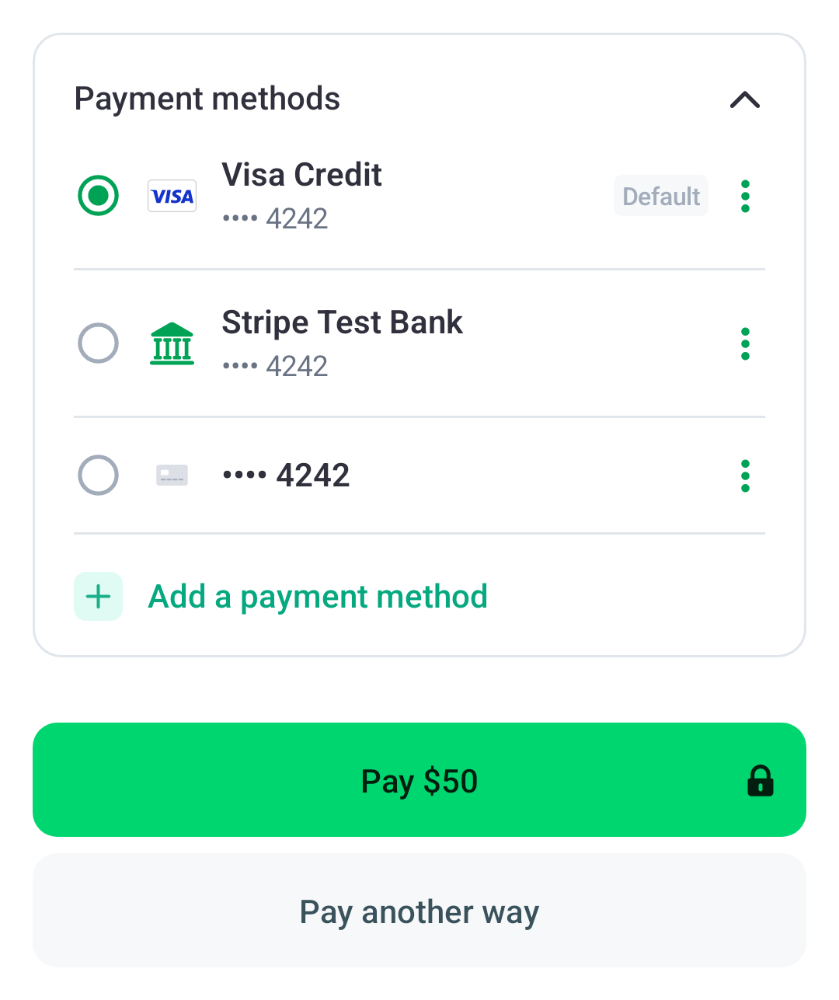 Payment methods
VISA
Visa Credit
•••• 4242
Default
Stripe Test Bank
•••• 4242
•••• 4242
Add a payment method
Pay $50
Pay another way